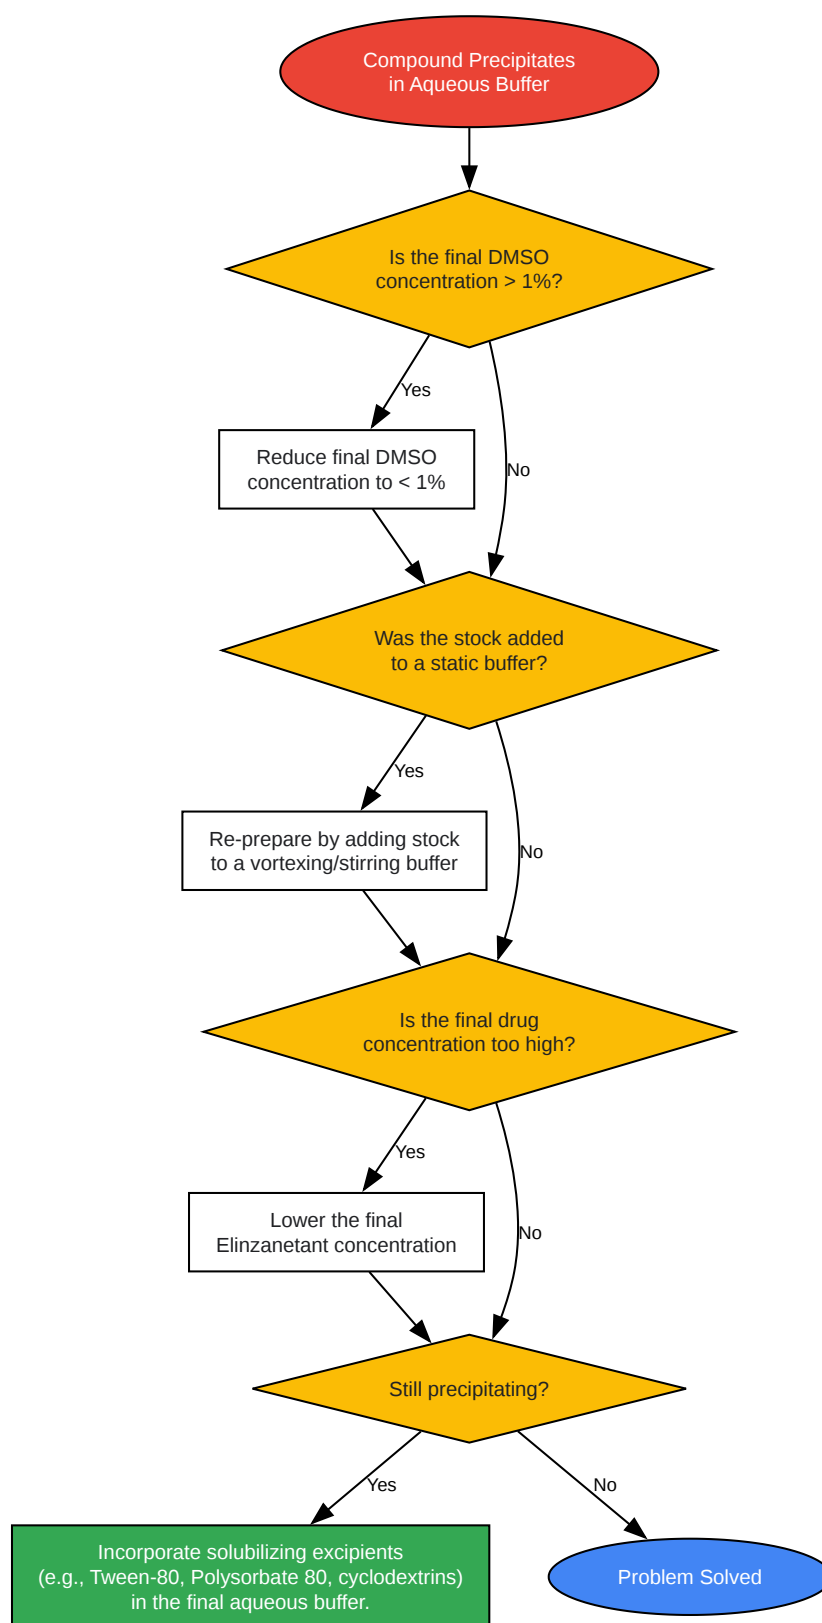 Compound Precipitates
in Aqueous Buffer
Is the final DMSO
concentration > 1%?
Yes
Reduce final DMSO
concentration to < 1%
No
Was the stock added
to a static buffer?
Yes
Re-prepare by adding stock
to a vortexing/stirring buffer
No
Is the final drug
concentration too high?
Yes
Lower the final
Elinzanetant concentration
No
Still precipitating?
Yes
No
Incorporate solubilizing excipients
(e.g., Tween-80, Polysorbate 80, cyclodextrins)
in the final aqueous buffer.
Problem Solved